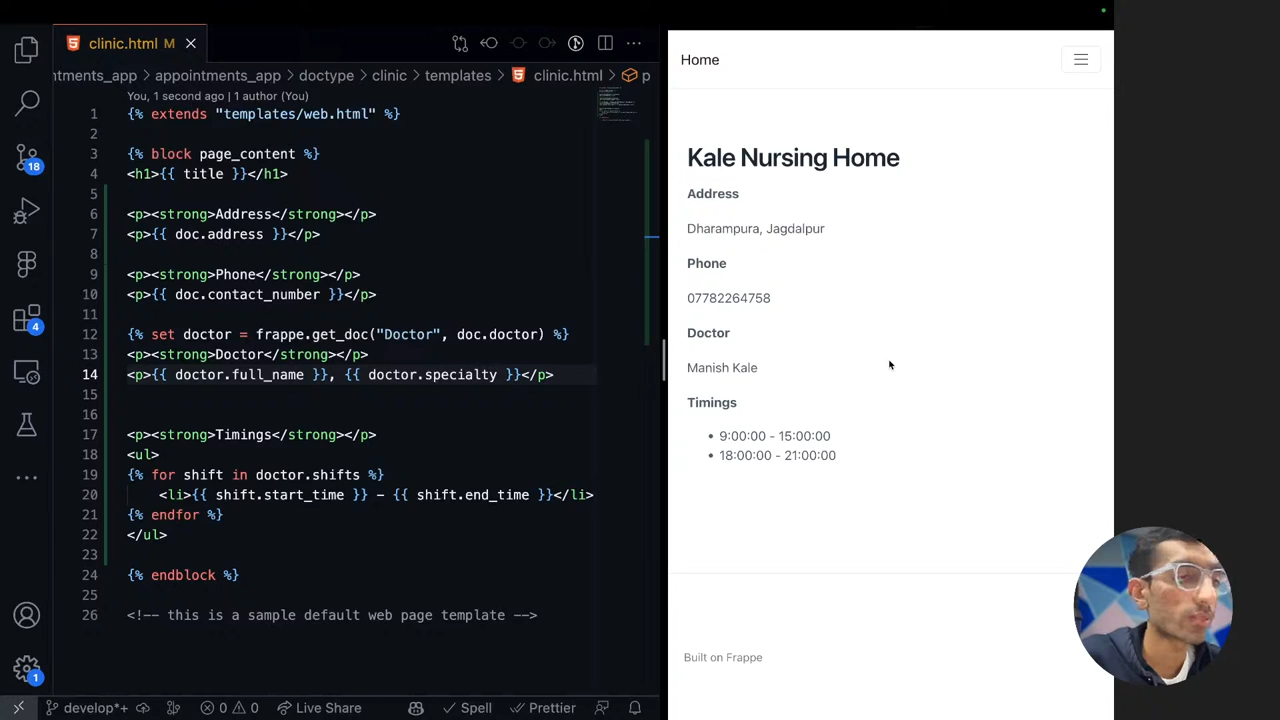 clinic.html M
ntments_app > appointments_app > doctype > clinic > templates > clinic.html > p
You, 1 second ago | 1 author (You)
1 {% extends "templates/web.html" %}
2
3 {% block page_content %}
4 <h1>{{ title }}</h1>
5
6 <p><strong>Address</strong></p>
7 <p>{{ doc.address }}</p>
8
9 <p><strong>Phone</strong></p>
10 <p>{{ doc.contact_number }}</p>
11
12 {% set doctor = frappe.get_doc("Doctor", doc.doctor) %}
13 <p><strong>Doctor</strong></p>
14 <p>{{ doctor.full_name }}, {{ doctor.specialty }}</p>
15
16
17 <p><strong>Timings</strong></p>
18 <ul>
19 {% for shift in doctor.shifts %}
20 <li>{{ shift.start_time }} - {{ shift.end_time }}</li>
21 {% endfor %}
22 </ul>
23
24 {% endblock %}
25
26 <!-- this is a sample default web page template -->
18
4
1
develop*+
0
0
Live Share
Spell
Prettier
Home
Kale Nursing Home
Address
Dharampura, Jagdalpur
Phone
07782264758
Doctor
Manish Kale
Timings
• 9:00:00 - 15:00:00
• 18:00:00 - 21:00:00
Built on Frappe